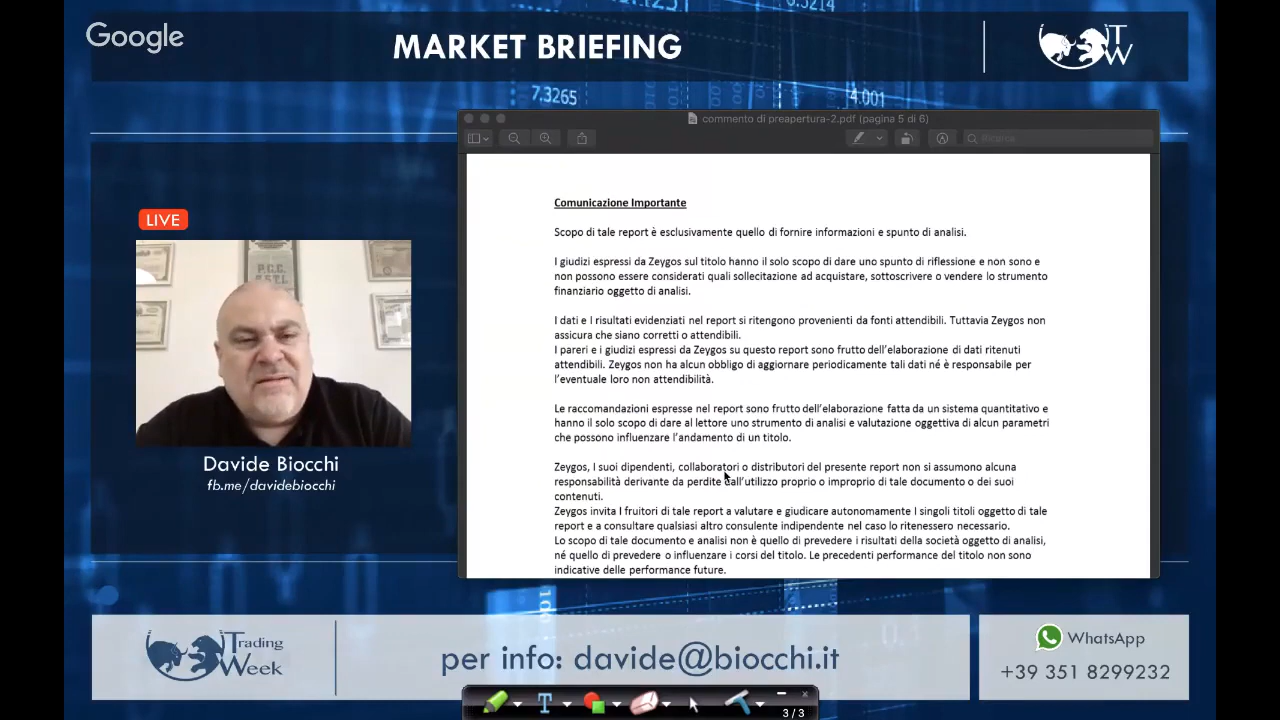 Google
MARKET BRIEFING
TW
7.3265
4.001
commento di preapertura-2.pdf (pagina 5 di 6)
Ricerca
LIVE
Comunicazione Importante
Scopo di tale report è esclusivamente quello di fornire informazioni e spunto di analisi.
I giudizi espressi da Zeygos sul titolo hanno il solo scopo di dare uno spunto di riflessione e non sono e
non possono essere considerati quali sollecitazione ad acquistare, sottoscrivere o vendere lo strumento
finanziario oggetto di analisi.
I dati e I risultati evidenziati nel report si ritengono provenienti da fonti attendibili. Tuttavia Zeygos non
assicura che siano corretti o attendibili.
I pareri e i giudizi espressi da Zeygos su questo report sono frutto dell'elaborazione di dati ritenuti
attendibili. Zeygos non ha alcun obbligo di aggiornare periodicamente tali dati né è responsabile per
l'eventuale loro non attendibilità.
Le raccomandazioni espresse nel report sono frutto dell'elaborazione fatta da un sistema quantitativo e
hanno il solo scopo di dare al lettore uno strumento di analisi e valutazione oggettiva di alcun parametri
che possono influenzare l'andamento di un titolo.
Zeygos, I suoi dipendenti, collaboratori o distributori del presente report non si assumono alcuna
responsabilità derivante da perdite dall'utilizzo proprio o improprio di tale documento o dei suoi
contenuti.
Zeygos invita I fruitori di tale report a valutare e giudicare autonomamente I singoli titoli oggetto di tale
report e a consultare qualsiasi altro consulente indipendente nel caso lo ritenessero necessario.
Lo scopo di tale documento e analisi non è quello di prevedere i risultati della società oggetto di analisi,
né quello di prevedere o influenzare i corsi del titolo. Le precedenti performance del titolo non sono
indicative delle performance future.
Davide Biocchi
fb.me/davidebiocchi
Trading
Week
per info: davide@biocchi.it
WhatsApp
+39 351 8299232
3 / 3